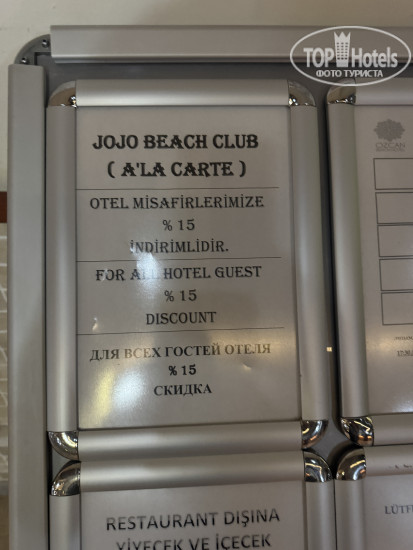 TOP Hotels
ФОТО ТУРИСТА
JOJO BEACH CLUB
( A'LA CARTE )
OTEL MİSAFİRLERİMİZE
% 15
İNDİRİMLİDİR.
FOR ALL HOTEL GUEST
% 15
DISCOUNT
ДЛЯ ВСЕХ ГОСТЕЙ ОТЕЛЯ
% 15
СКИДКА
OZCAN
RESTAURANT DIŞINA
YİYECEK VE İÇECEK
LÜTF